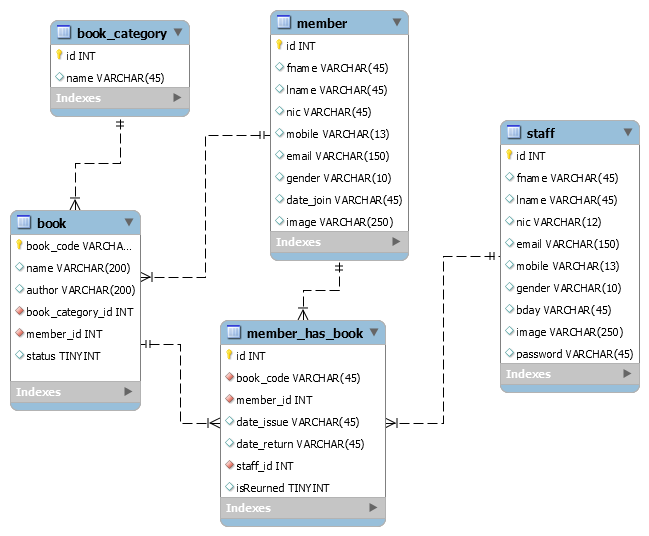 book_category
id INT
name VARCHAR(45)
Indexes
member
id INT
fname VARCHAR(45)
lname VARCHAR(45)
nic VARCHAR(45)
mobile VARCHAR(13)
email VARCHAR(150)
gender VARCHAR(10)
date_join VARCHAR(45)
image VARCHAR(250)
Indexes
staff
id INT
fname VARCHAR(45)
lname VARCHAR(45)
nic VARCHAR(12)
email VARCHAR(150)
mobile VARCHAR(13)
gender VARCHAR(10)
bday VARCHAR(45)
image VARCHAR(250)
password VARCHAR(45)
Indexes
book
book_code VARCHA...
name VARCHAR(200)
author VARCHAR(200)
book_category_id INT
member_id INT
status TINYINT
Indexes
member_has_book
id INT
book_code VARCHAR(45)
member_id INT
date_issue VARCHAR(45)
date_return VARCHAR(45)
staff_id INT
isReurned TINYINT
Indexes